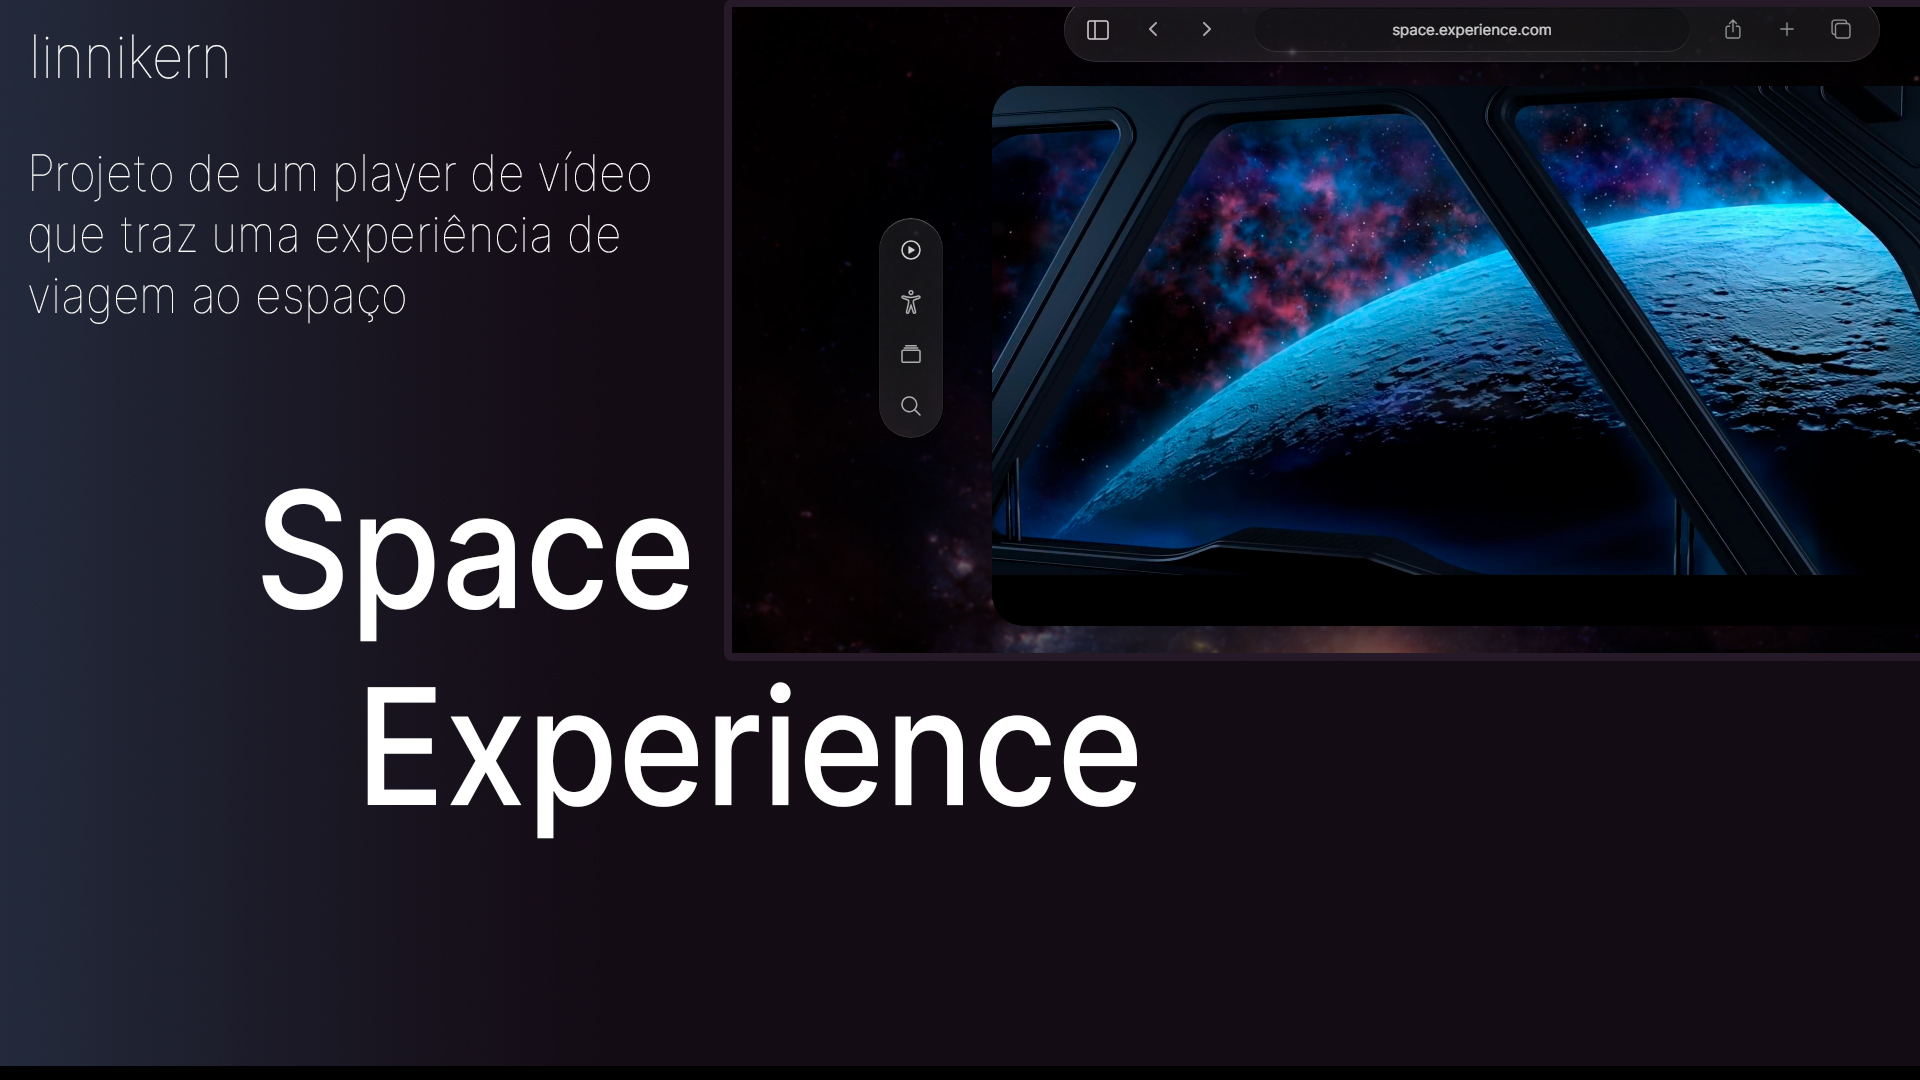 linnikern
Projeto de um player de vídeo
que traz uma experiência de
viagem ao espaço
space.experience.com
Space
Experience